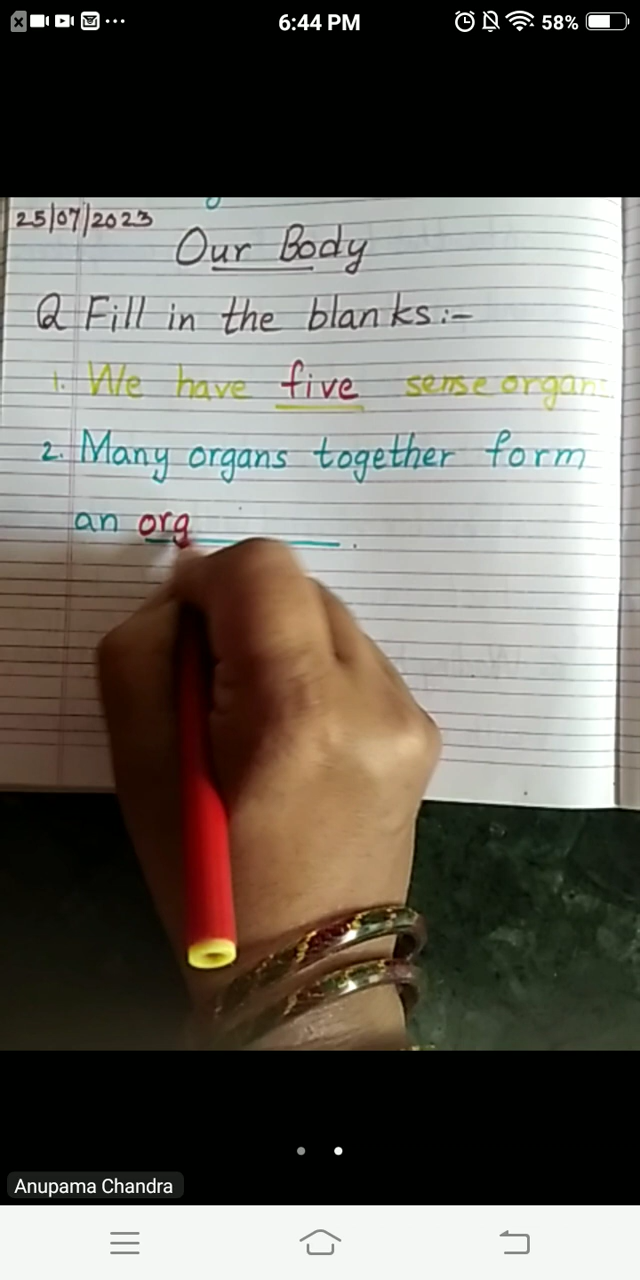 6:44 PM
58%
25/07/2023
Our Body
Q Fill in the blanks:-
1. We have five sense organ
2. Many organs together form
an org
Anupama Chandra